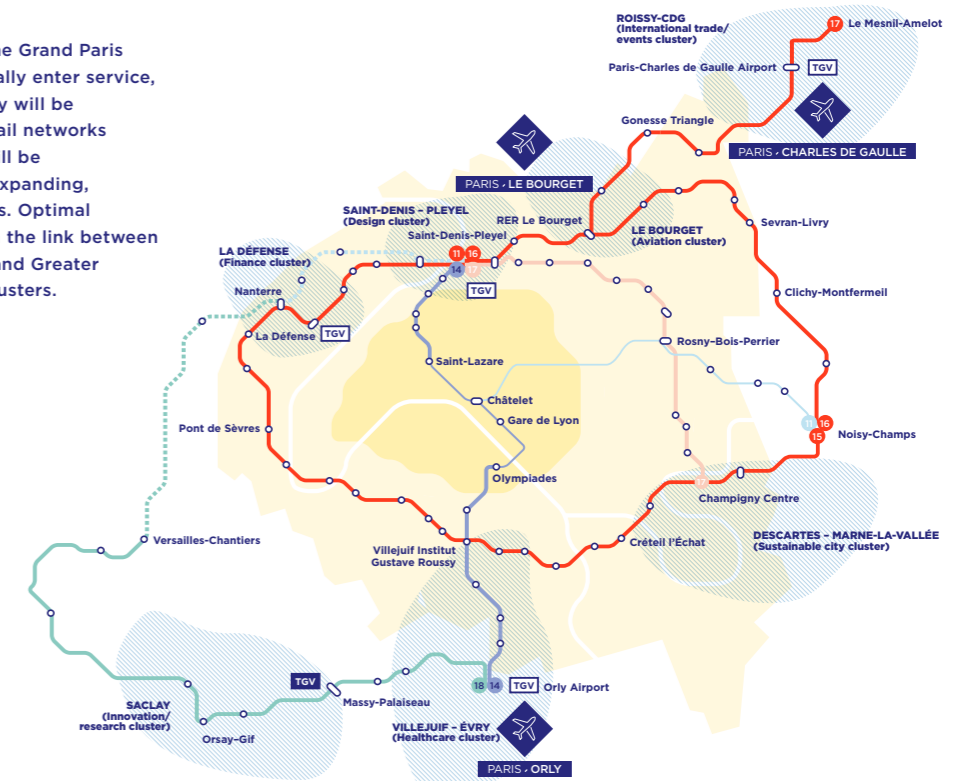 ne Grand Paris
ally enter service,
y will be
ail networks
ll be
xpanding,
s. Optimal
the link between
and Greater
usters.
ROISSY-CDG
(International trade/
events cluster)
17
Le Mesnil-Amelot
Paris-Charles de Gaulle Airport
TGV
Gonesse Triangle
PARIS - CHARLES DE GAULLE
PARIS - LE BOURGET
SAINT-DENIS – PLEYEL
(Design cluster)
RER Le Bourget
Saint-Denis-Pleyel
LE BOURGET
(Aviation cluster)
Sevran-Livry
11 16
14 17
TGV
LA DÉFENSE
(Finance cluster)
Nanterre
La Défense
TGV
Clichy-Montfermeil
Rosny–Bois-Perrier
Saint-Lazare
Châtelet
Gare de Lyon
Pont de Sèvres
11 16
15
Noisy-Champs
Olympiades
17
Champigny Centre
Versailles-Chantiers
Villejuif Institut
Gustave Roussy
Créteil l'Échat
DESCARTES – MARNE-LA-VALLÉE
(Sustainable city cluster)
TGV
Massy-Palaiseau
18 14
TGV
Orly Airport
SACLAY
(Innovation/
research cluster)
Orsay–Gif
VILLEJUIF – ÉVRY
(Healthcare cluster)
PARIS - ORLY